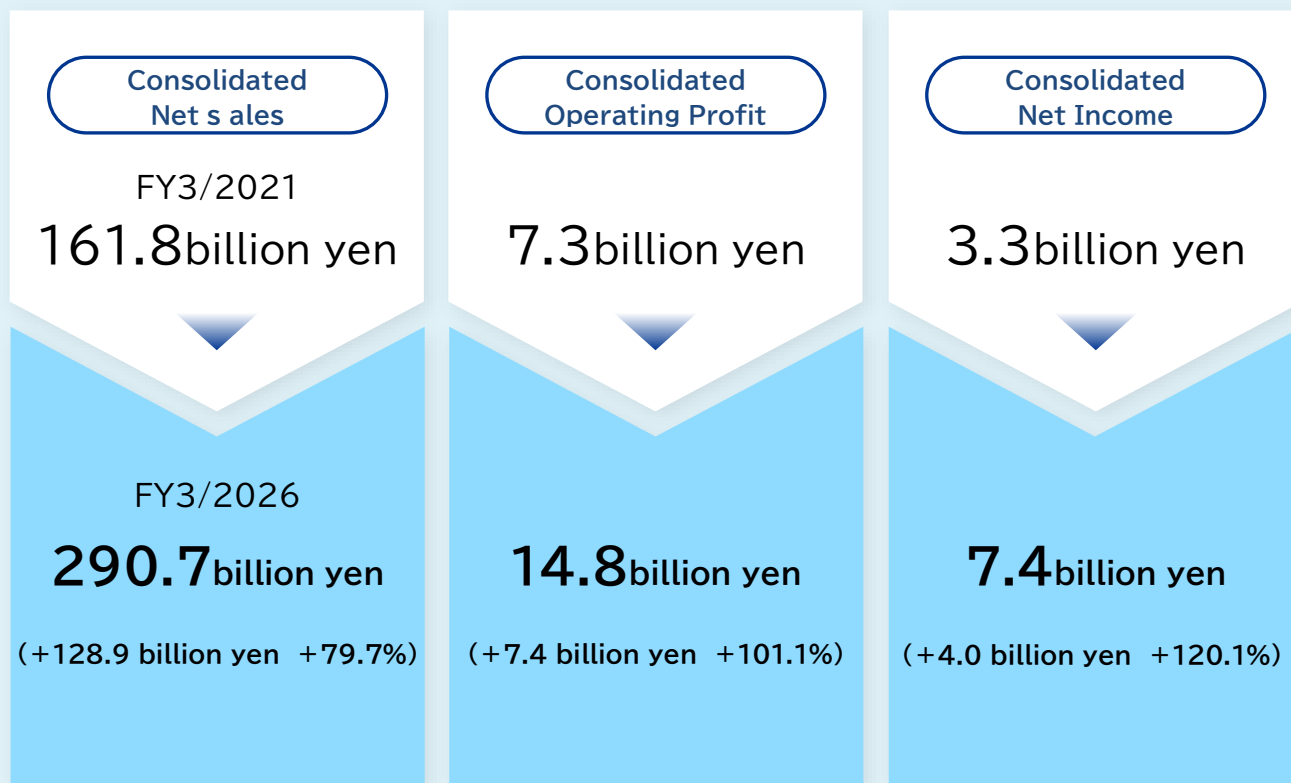 Consolidated
Net s ales
FY3/2021
161.8billion yen
FY3/2026
290.7billion yen
(+128.9 billion yen +79.7%)
Consolidated
Operating Profit
7.3billion yen
14.8billion yen
(+7.4 billion yen +101.1%)
Consolidated
Net Income
3.3billion yen
7.4billion yen
(+4.0 billion yen +120.1%)